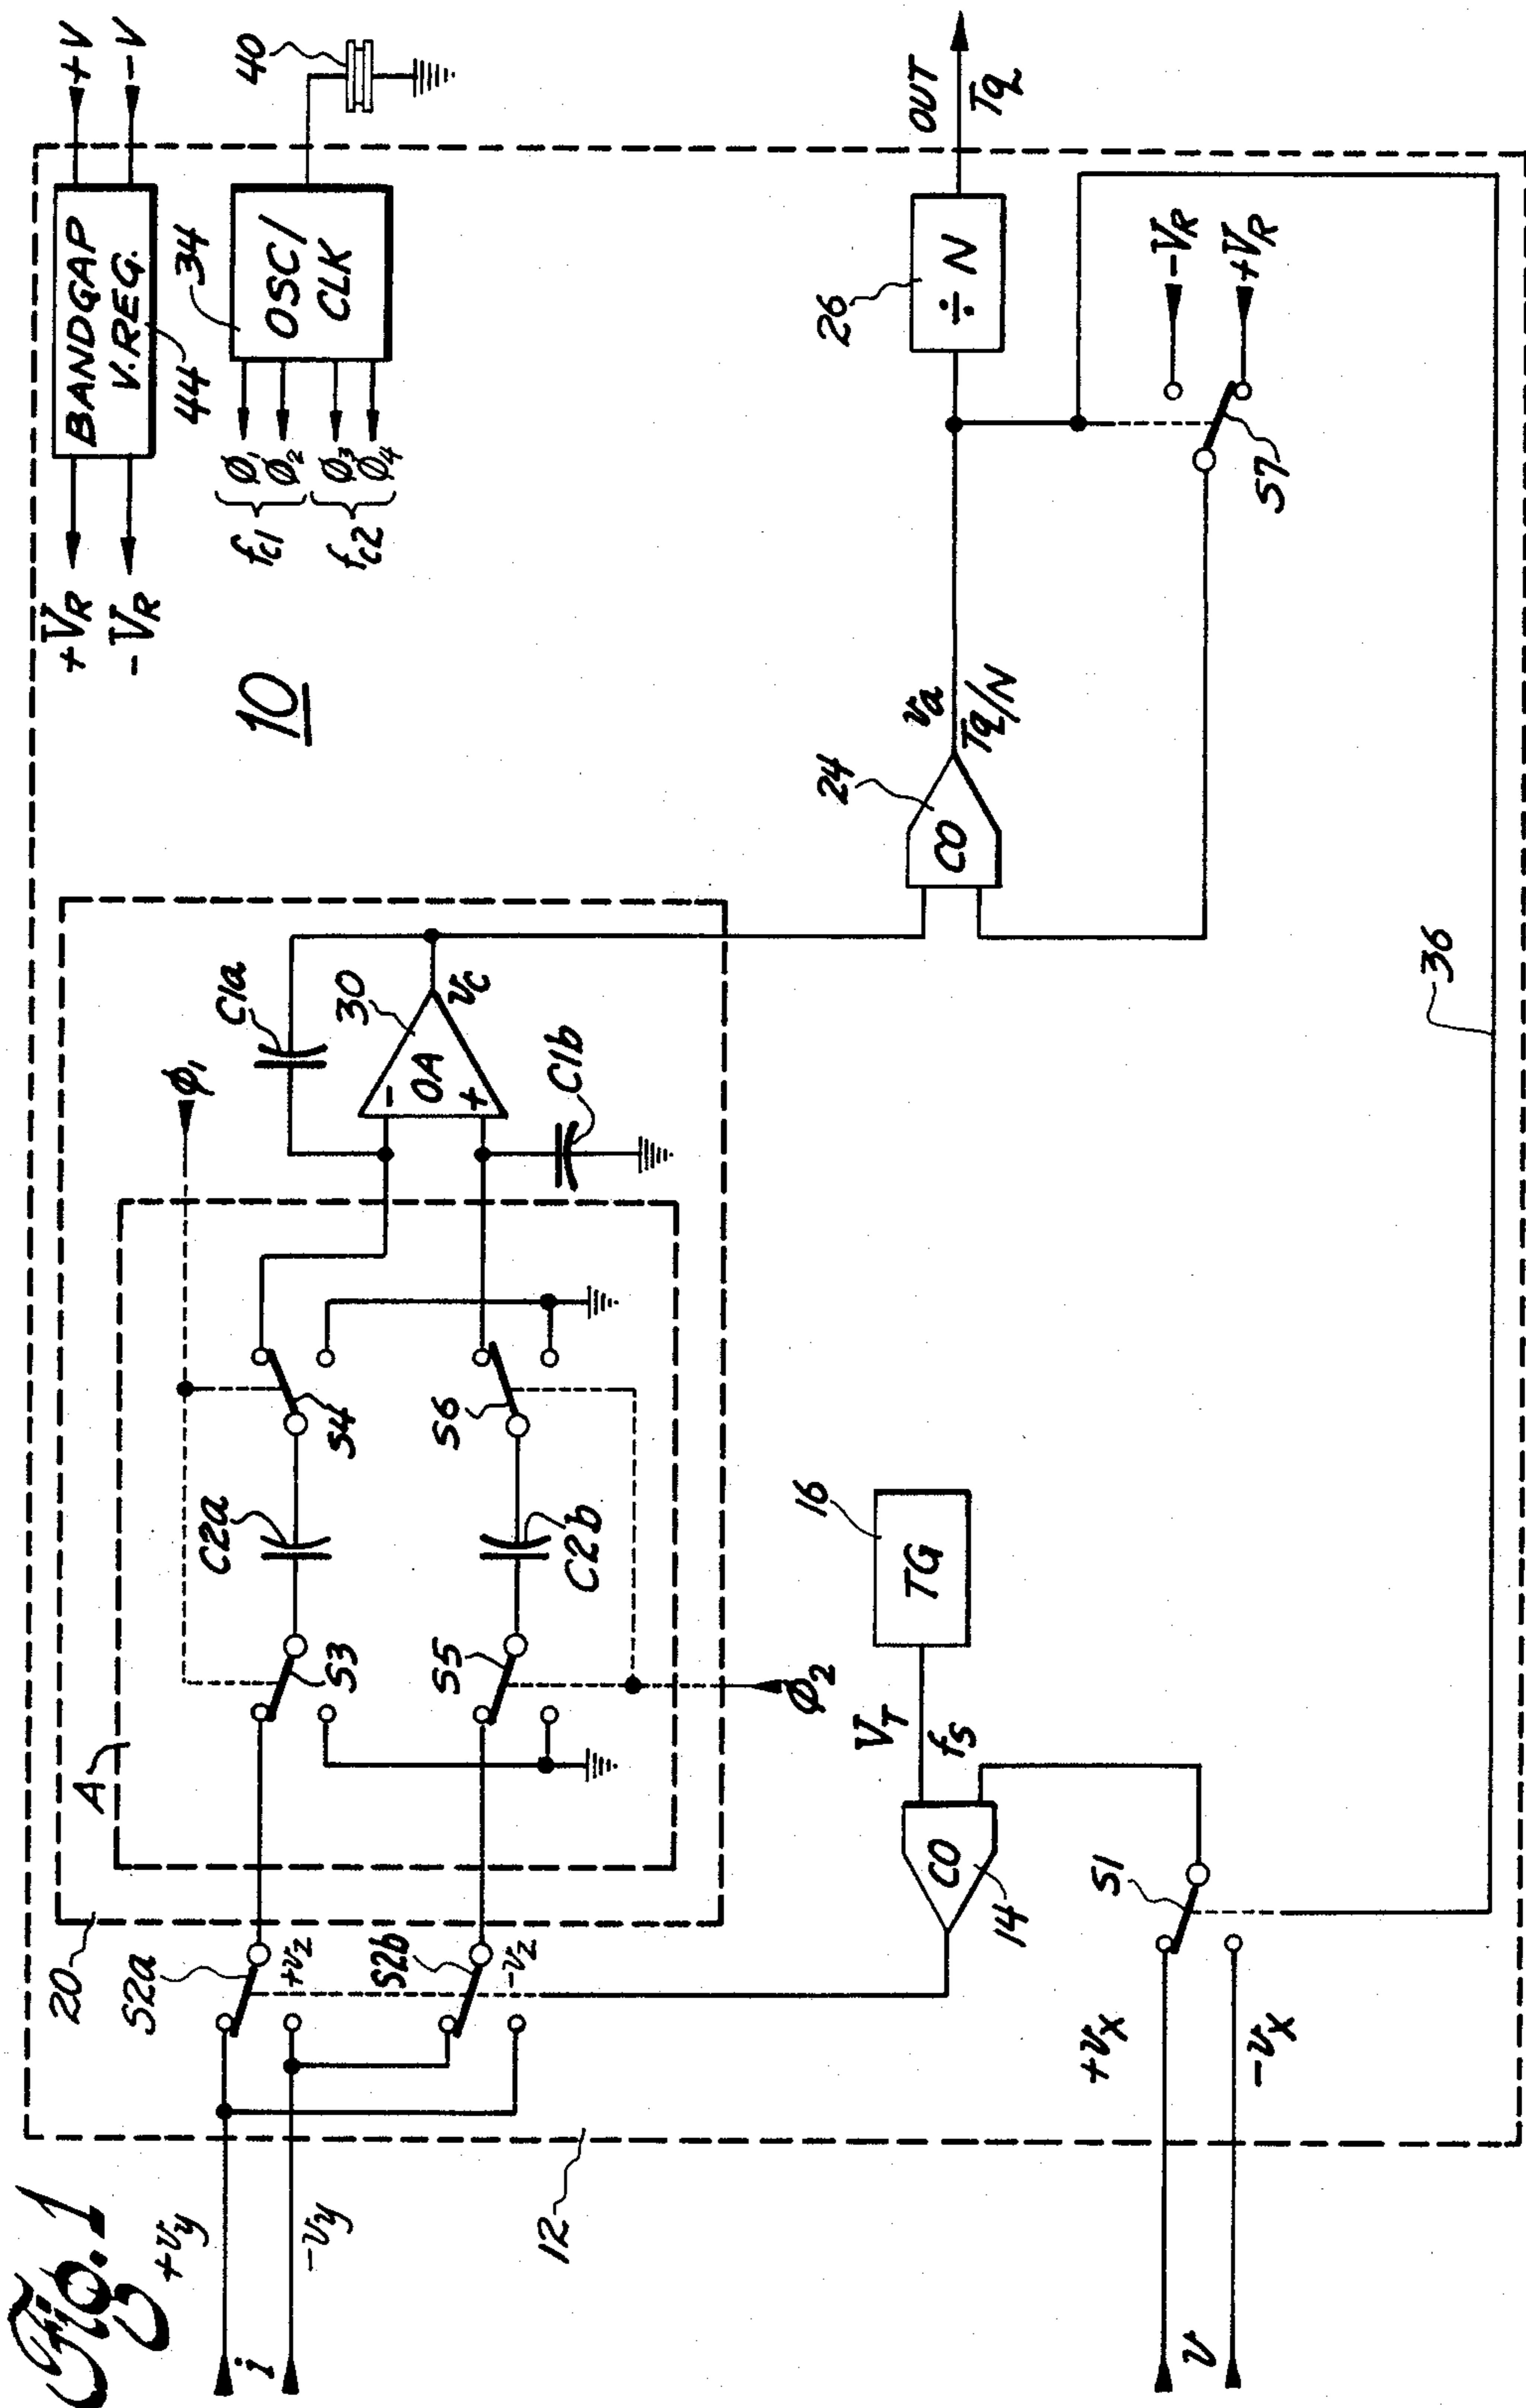 Fig. 1
+vy
i
-vy
12
v
+vx
-vx
S1
14
CO
VT
fs
TG
16
20
S2a
+vz
S2b
-vz
A
S3
C2a
S4
φ1
S5
C2b
S6
φ2
C1a
30
OA
-
+
vc
C1b
10
24
CO
va
Tq/N
36
26
÷ N
OUT
Tq
S7
-VR
+VR
+VR
-VR
BANDGAP
V.REG.
44
+V
-V
fc1
φ1
φ2
fc2
φ3
φ4
OSC/
CLK
34
40